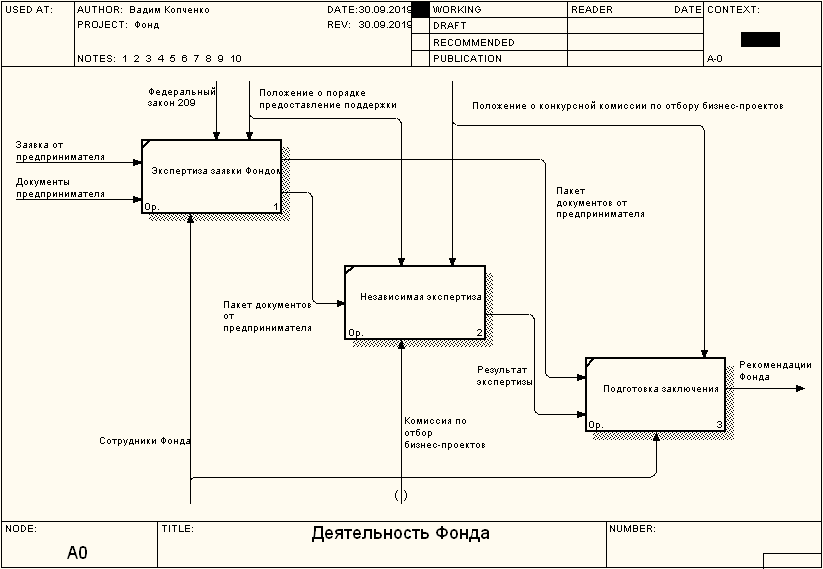 USED AT:
AUTHOR: Вадим Копченко
DATE:30.09.2019
WORKING
READER
DATE
CONTEXT:
PROJECT: Фонд
REV: 30.09.2019
DRAFT
RECOMMENDED
NOTES: 1 2 3 4 5 6 7 8 9 10
PUBLICATION
A-0
Федеральный
закон 209
Положение о порядке
предоставление поддержки
Положение о конкурсной комиссии по отбору бизнес-проектов
Заявка от
предпринимателя
Документы
предпринимателя
Экспертиза заявки Фондом
0р.
1
Пакет
документов от
предпринимателя
Пакет документов
от
предпринимателя
Независимая экспертиза
0р.
2
Результат
экспертизы
Подготовка заключения
0р.
3
Рекомендации
Фонда
Сотрудники Фонда
Комиссия по
отбор
бизнес-проектов
( )
NODE:
A0
TITLE:
Деятельность Фонда
NUMBER: